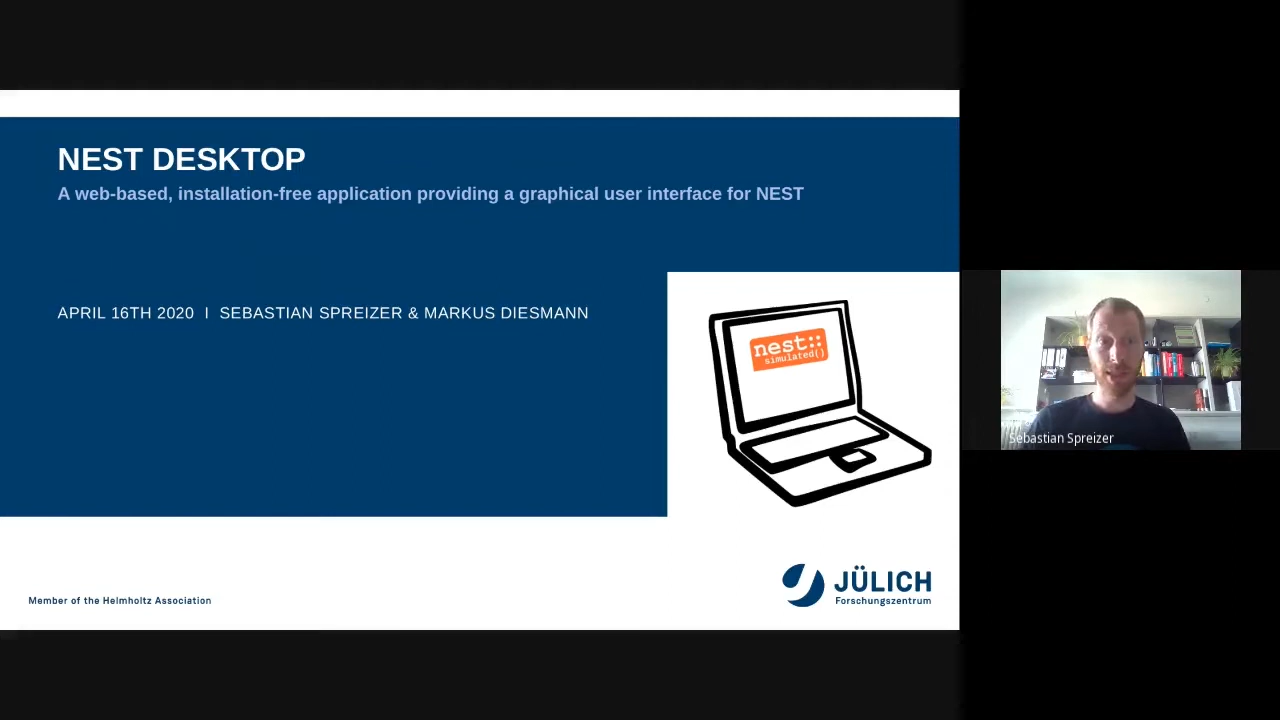 NEST DESKTOP
A web-based, installation-free application providing a graphical user interface for NEST
APRIL 16TH 2020 I SEBASTIAN SPREIZER & MARKUS DIESMANN
nest::
simulated()
Sebastian Spreizer
JÜLICH
Forschungszentrum
Member of the Helmholtz Association